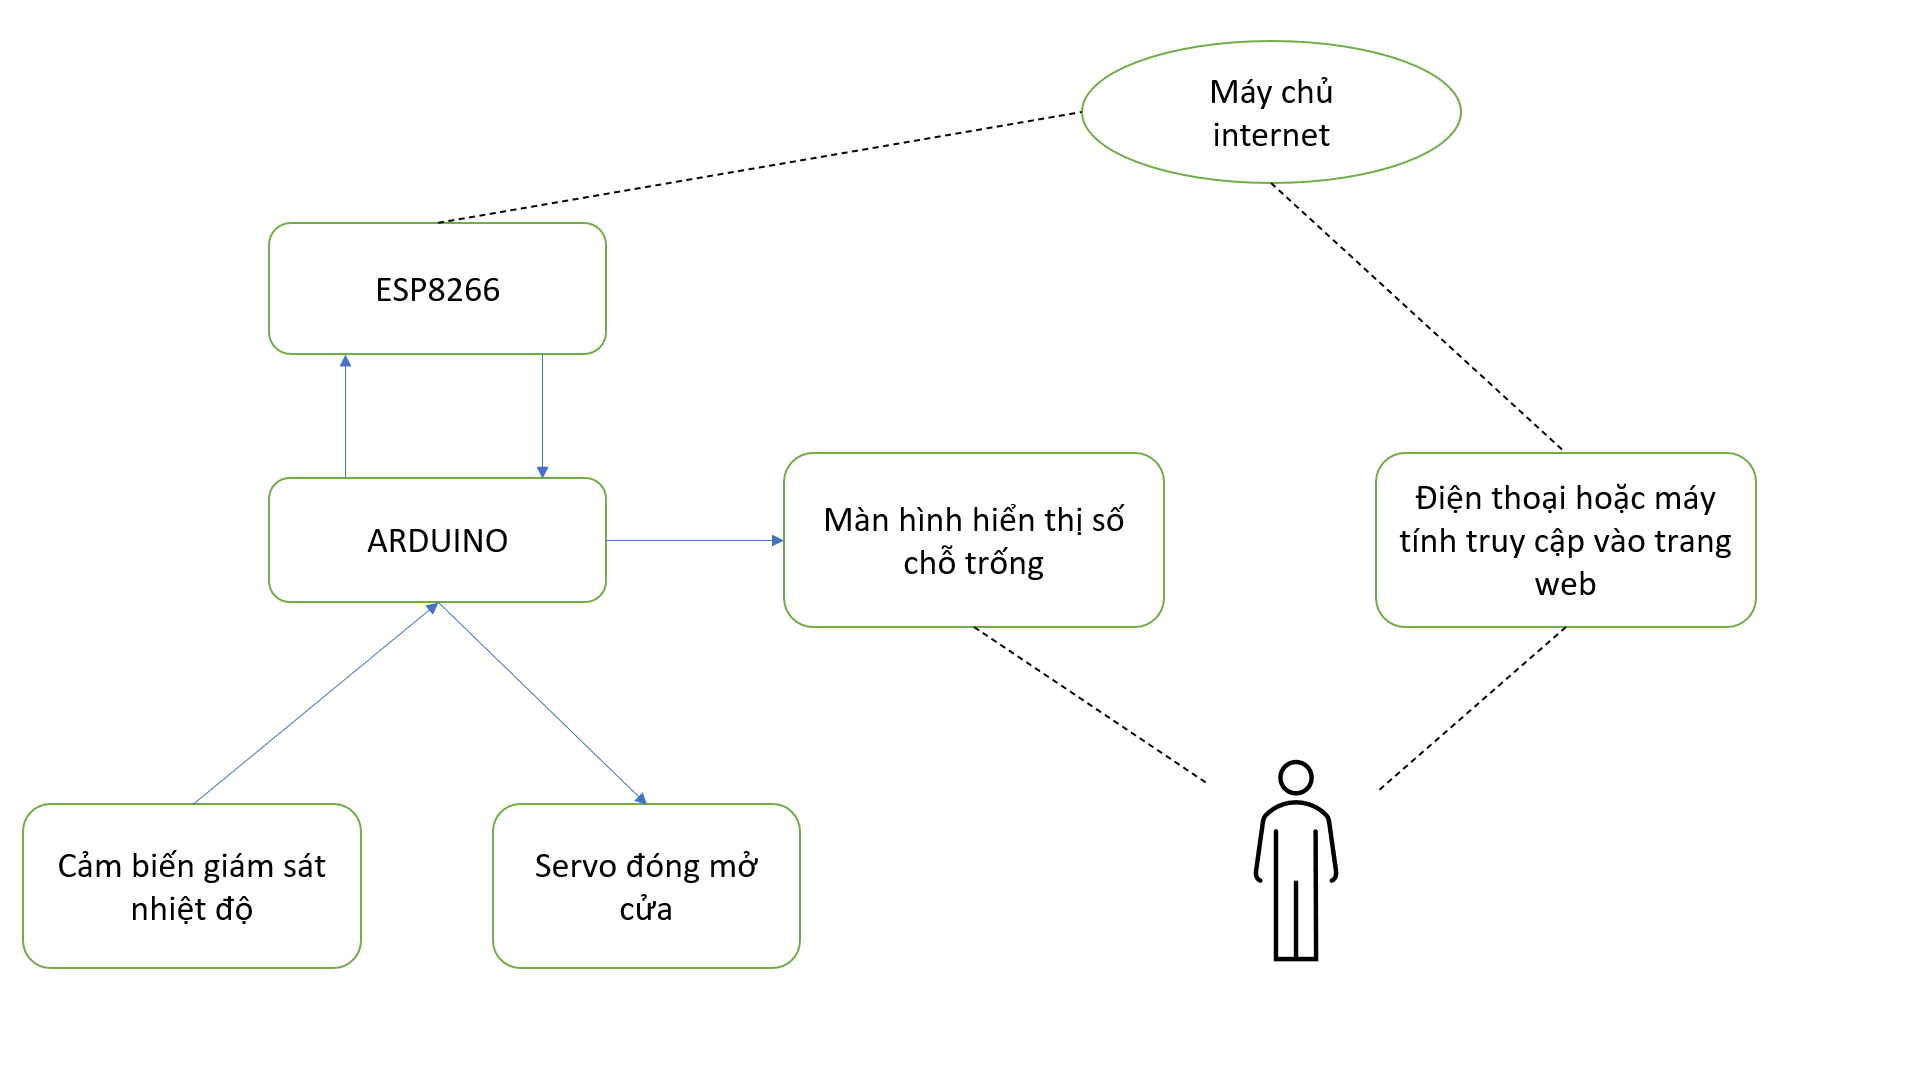 Máy chủ
internet
ESP8266
ARDUINO
Màn hình hiển thị số
chỗ trống
Điện thoại hoặc máy
tính truy cập vào trang
web
Cảm biến giám sát
nhiệt độ
Servo đóng mở
cửa